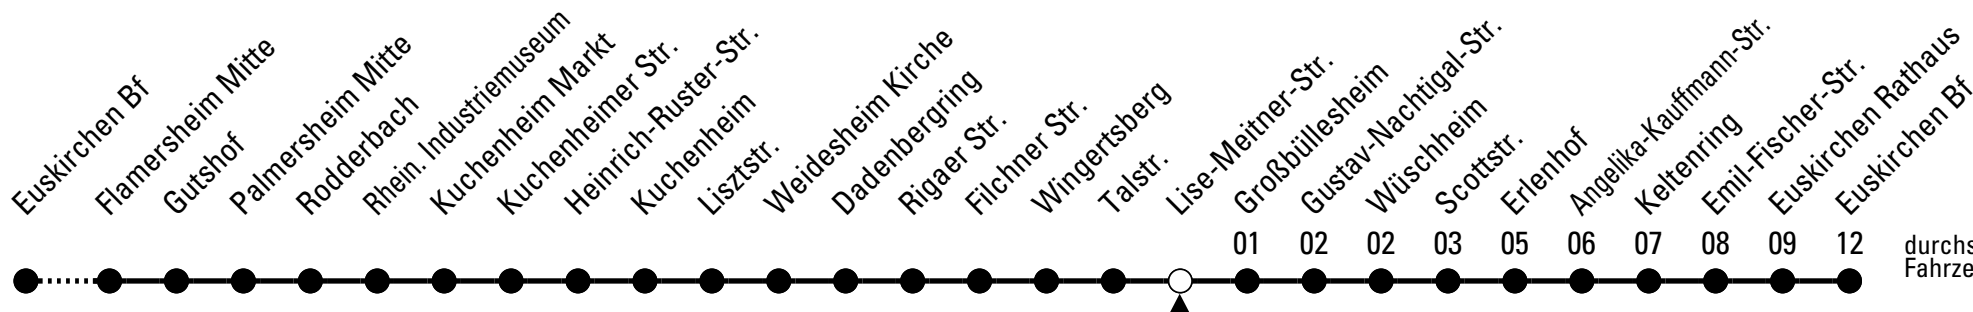 Euskirchen Bf
Flamersheim Mitte
Gutshof
Palmersheim Mitte
Rodderbach
Rhein. Industriemuseum
Kuchenheim Markt
Kuchenheimer Str.
Heinrich-Ruster-Str.
Kuchenheim
Lisztstr.
Weidesheim Kirche
Dadenbergring
Rigaer Str.
Filchner Str.
Wingertsberg
Talstr.
Lise-Meitner-Str.
Großbüllesheim
Gustav-Nachtigal-Str.
Wüschheim
Scottstr.
Erlenhof
Angelika-Kauffmann-Str.
Keltenring
Emil-Fischer-Str.
Euskirchen Rathaus
Euskirchen Bf
01 02 02 03 05 06 07 08 09 12
durchs
Fahrze